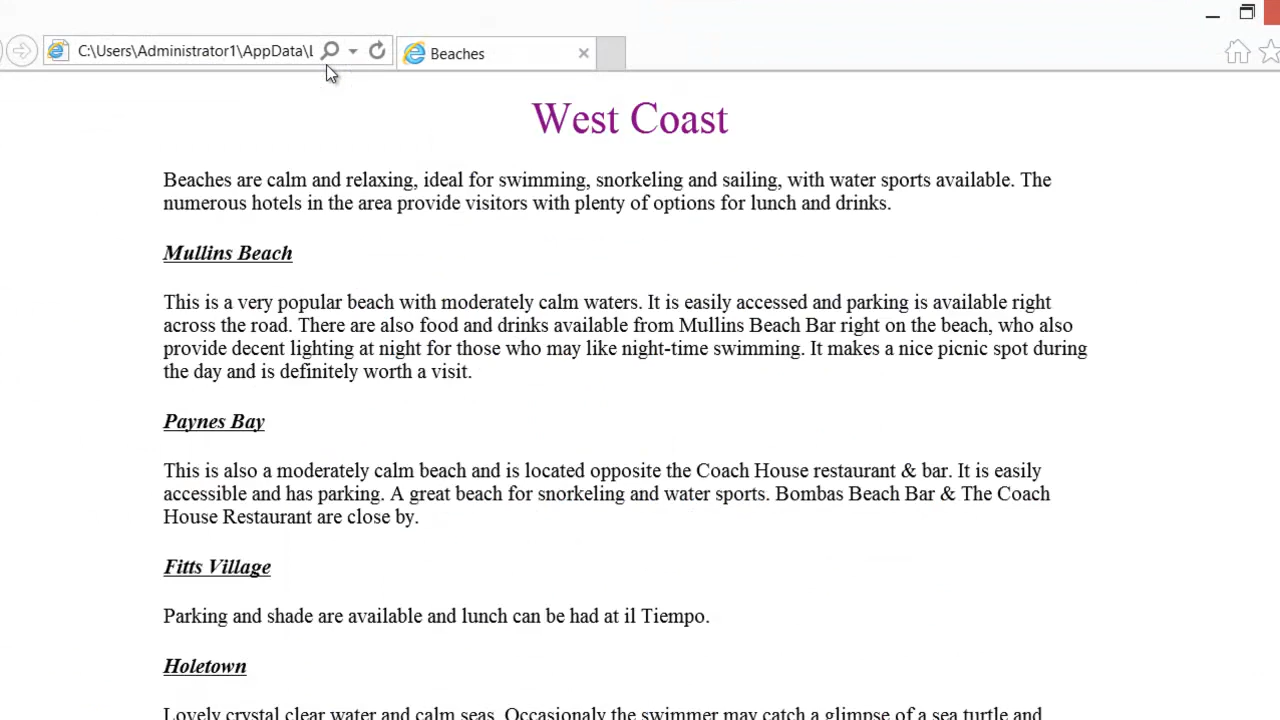 C:\Users\Administrator1\AppData\L
Beaches
West Coast
Beaches are calm and relaxing, ideal for swimming, snorkeling and sailing, with water sports available. The
numerous hotels in the area provide visitors with plenty of options for lunch and drinks.
Mullins Beach
This is a very popular beach with moderately calm waters. It is easily accessed and parking is available right
across the road. There are also food and drinks available from Mullins Beach Bar right on the beach, who also
provide decent lighting at night for those who may like night-time swimming. It makes a nice picnic spot during
the day and is definitely worth a visit.
Paynes Bay
This is also a moderately calm beach and is located opposite the Coach House restaurant & bar. It is easily
accessible and has parking. A great beach for snorkeling and water sports. Bombas Beach Bar & The Coach
House Restaurant are close by.
Fitts Village
Parking and shade are available and lunch can be had at il Tiempo.
Holetown
Lovely crystal clear water and calm seas. Occasionaly the swimmer may catch a glimpse of a sea turtle and